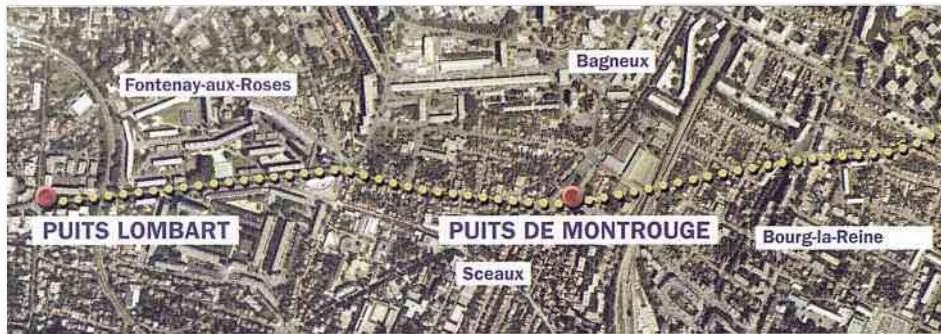 Bagneux
Fontenay-aux-Roses
PUITS LOMBART
PUITS DE MONTROUGE
Bourg-la-Reine
Sceaux